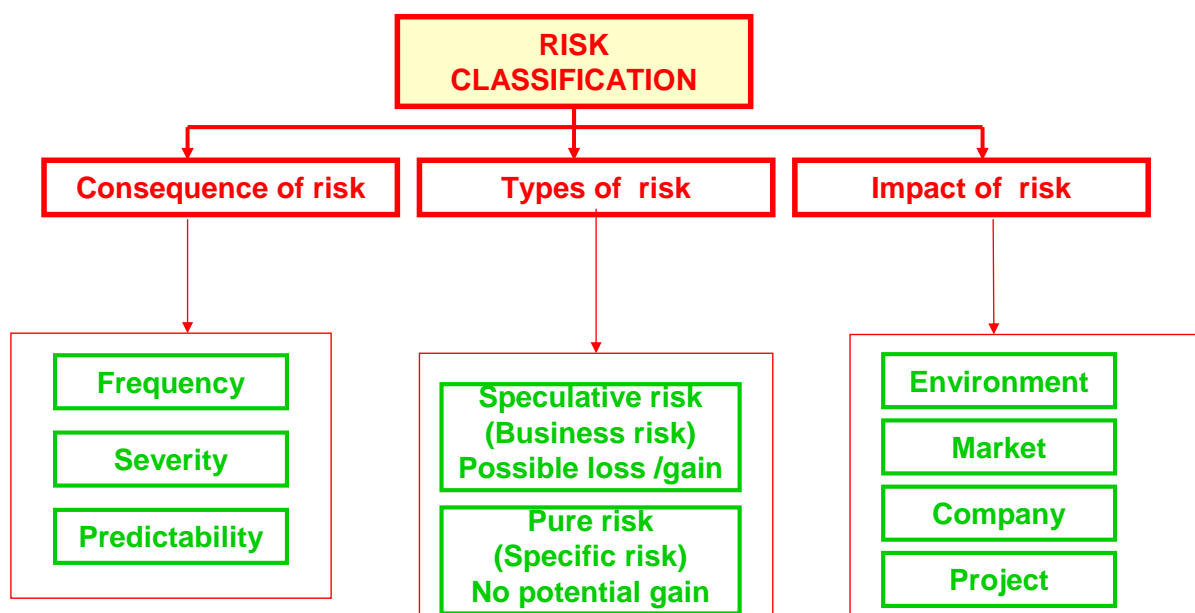 RISK
CLASSIFICATION
Consequence of risk
Types of risk
Impact of risk
Frequency
Severity
Predictability
Speculative risk
(Business risk)
Possible loss /gain
Pure risk
(Specific risk)
No potential gain
Environment
Market
Company
Project